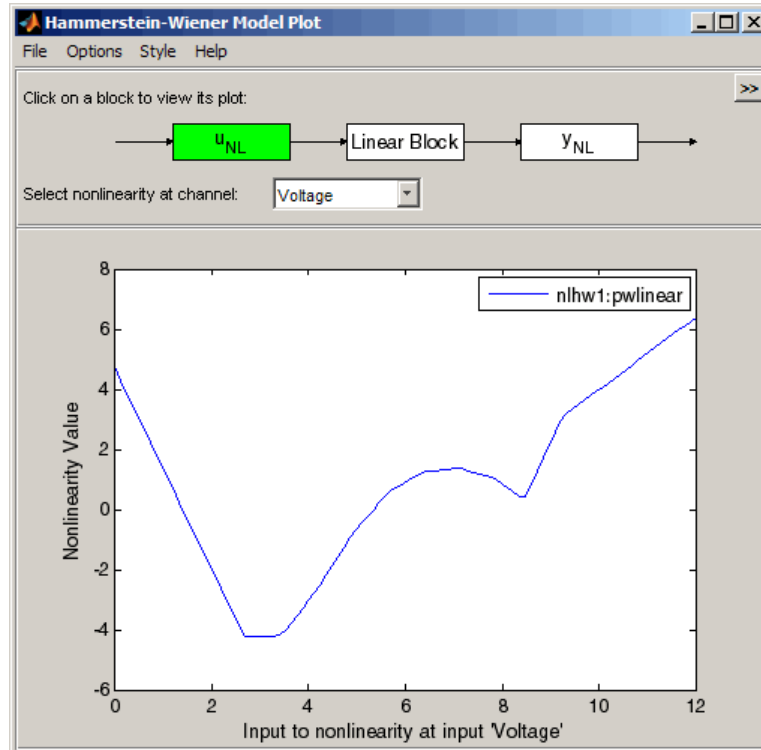 Hammerstein-Wiener Model Plot
File Options Style Help
Click on a block to view its plot:
>>
uNL Linear Block yNL
Select nonlinearity at channel: Voltage
nlhw1:pwlinear
Nonlinearity Value
8
6
4
2
0
-2
-4
-6
0 2 4 6 8 10 12
Input to nonlinearity at input 'Voltage'